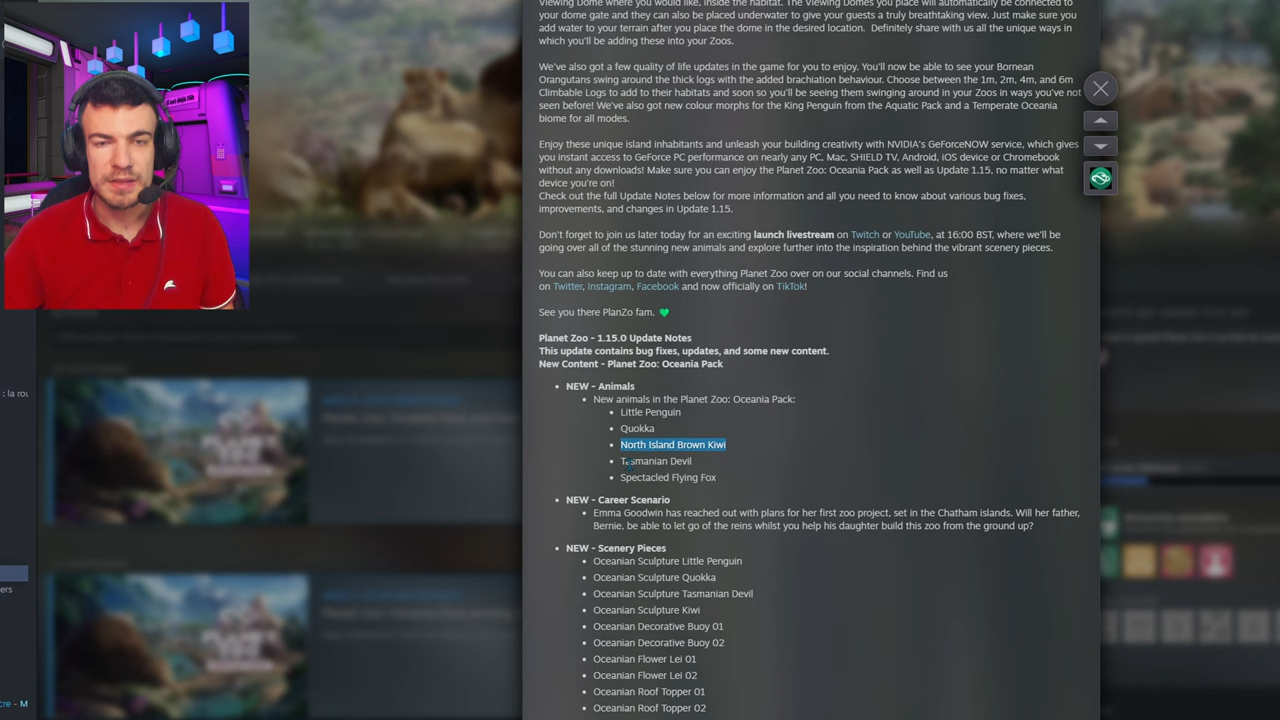 Viewing Dome where you would like, inside the habitat. The Viewing Domes you place will automatically be connected to
your dome gate and they can also be placed underwater to give your guests a truly breathtaking view. Just make sure you
add water to your terrain after you place the dome in the desired location.  Definitely share with us all the unique ways in
which you'll be adding these into your Zoos.
We've also got a few quality of life updates in the game for you to enjoy. You'll now be able to see your Bornean
Orangutans swing around the thick logs with the added brachiation behaviour. Choose between the 1m, 2m, 4m, and 6m
Climbable Logs to add to their habitats and soon so you'll be seeing them swinging around in your Zoos in ways you've not
seen before! We've also got new colour morphs for the King Penguin from the Aquatic Pack and a Temperate Oceania
biome for all modes.
Enjoy these unique island inhabitants and unleash your building creativity with NVIDIA's GeForceNOW service, which gives
you instant access to GeForce PC performance on nearly any PC, Mac, SHIELD TV, Android, iOS device or Chromebook
without any downloads! Make sure you can enjoy the Planet Zoo: Oceania Pack as well as Update 1.15, no matter what
device you're on!
Check out the full Update Notes below for more information and all you need to know about various bug fixes,
improvements, and changes in Update 1.15.
Don't forget to join us later today for an exciting launch livestream on Twitch or YouTube, at 16:00 BST, where we'll be
going over all of the stunning new animals and explore further into the inspiration behind the vibrant scenery pieces.
You can also keep up to date with everything Planet Zoo over on our social channels. Find us
on Twitter, Instagram, Facebook and now officially on TikTok!
See you there PlanZo fam. 💚
Planet Zoo - 1.15.0 Update Notes
This update contains bug fixes, updates, and some new content.
New Content - Planet Zoo: Oceania Pack
• NEW - Animals
• New animals in the Planet Zoo: Oceania Pack:
• Little Penguin
• Quokka
• North Island Brown Kiwi
• Tasmanian Devil
• Spectacled Flying Fox
• NEW - Career Scenario
• Emma Goodwin has reached out with plans for her first zoo project, set in the Chatham islands. Will her father,
Bernie, be able to let go of the reins whilst you help his daughter build this zoo from the ground up?
• NEW - Scenery Pieces
• Oceanian Sculpture Little Penguin
• Oceanian Sculpture Quokka
• Oceanian Sculpture Tasmanian Devil
• Oceanian Sculpture Kiwi
• Oceanian Decorative Buoy 01
• Oceanian Decorative Buoy 02
• Oceanian Flower Lei 01
• Oceanian Flower Lei 02
• Oceanian Roof Topper 01
• Oceanian Roof Topper 02
: la rou
ers
cre - M